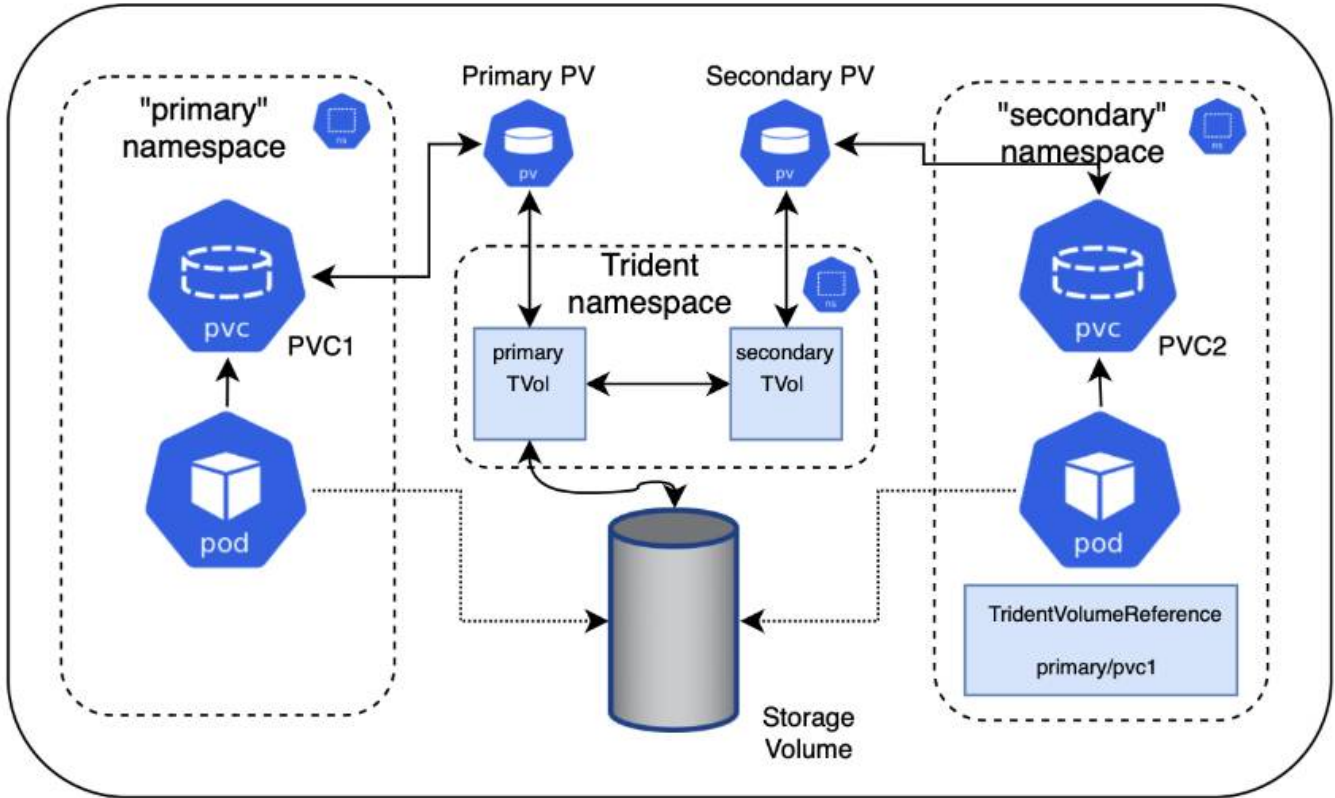 Primary PV
Secondary PV
"primary"
namespace
ns
pv
pv
"secondary"
namespace
ns
Trident
namespace
ns
pvc
PVC1
primary
TVol
secondary
TVol
pvc
PVC2
pod
pod
TridentVolumeReference
primary/pvc1
Storage
Volume